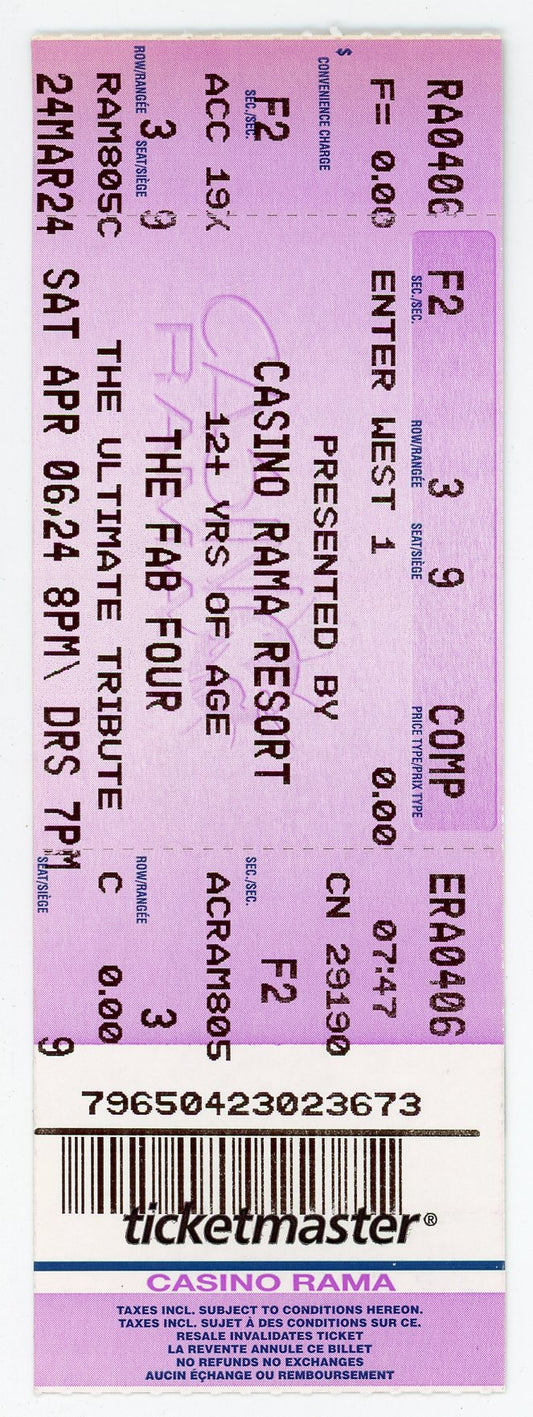 RA0406
F= 0.00
$ CONVENIENCE CHARGE
SEC./SEC.
F2
ACC 19X
ROW/RANGÉE SEAT/SIÈGE
3 9
RAM805C
24MAR24
F2 3 9 COMP
SEC./SEC. ROW/RANGÉE SEAT/SIÈGE PRICE TYPE/PRIX TYPE
ENTER WEST 1 0.00
PRESENTED BY
CASINO RAMA RESORT
12+ YRS OF AGE
THE FAB FOUR
THE ULTIMATE TRIBUTE
SAT APR 06,24 8PM\ DRS 7PM
CASINO
RAMA
ERA0406
07:47
CN 29190
SEC./SEC.
F2
ACRAM805
ROW/RANGÉE
3
C 0.00
SEAT/SIÈGE
9
79650423023673
ticketmaster®
CASINO RAMA
TAXES INCL. SUBJECT TO CONDITIONS HEREON.
TAXES INCL. SUJET À DES CONDITIONS SUR CE.
RESALE INVALIDATES TICKET
LA REVENTE ANNULE CE BILLET
NO REFUNDS NO EXCHANGES
AUCUN ÉÇHANGE OU REMBOURSEMENT